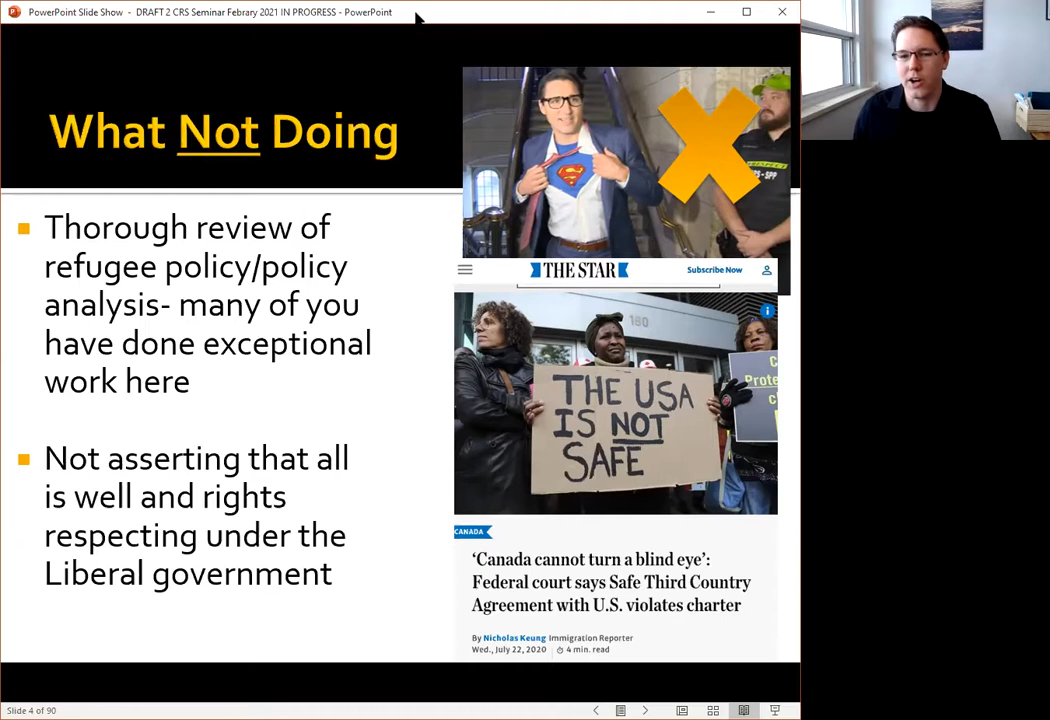 PowerPoint Slide Show - DRAFT 2 CRS Seminar Febrary 2021 IN PROGRESS - PowerPoint
What Not Doing
Thorough review of
refugee policy/policy
analysis- many of you
have done exceptional
work here
Not asserting that all
is well and rights
respecting under the
Liberal government
THE STAR
Subscribe Now
160
THE USA
IS NOT
SAFE
CANADA
‘Canada cannot turn a blind eye’:
Federal court says Safe Third Country
Agreement with U.S. violates charter
By Nicholas Keung Immigration Reporter
Wed., July 22, 2020
4 min. read
Slide 4 of 90